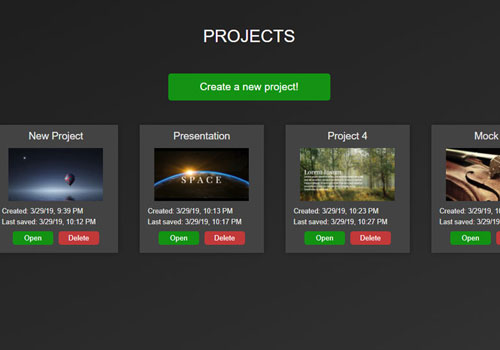 PROJECTS
Create a new project!
New Project
Created: 3/29/19, 9:39 PM
Last saved: 3/29/19, 10:12 PM
Open Delete
Presentation
SPACE
Created: 3/29/19, 10:13 PM
Last saved: 3/29/19, 10:17 PM
Open Delete
Project 4
Lorem Ipsum
Created: 3/29/19, 10:23 PM
Last saved: 3/29/19, 10:27 PM
Open Delete
Mock
Created: 3/29/19,
Last saved: 3/29/19
Open